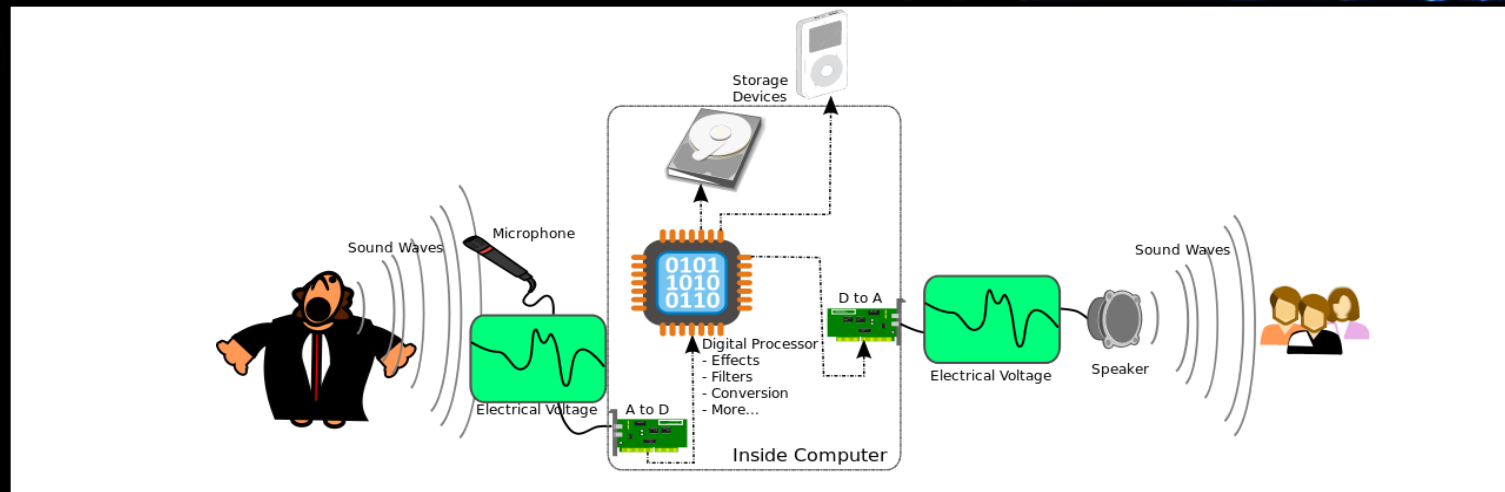 Storage
Devices
Sound Waves
Microphone
0101
1010
0110
Digital Processor
- Effects
- Filters
- Conversion
- More...
Electrical Voltage
A to D
Inside Computer
D to A
Electrical Voltage
Speaker
Sound Waves